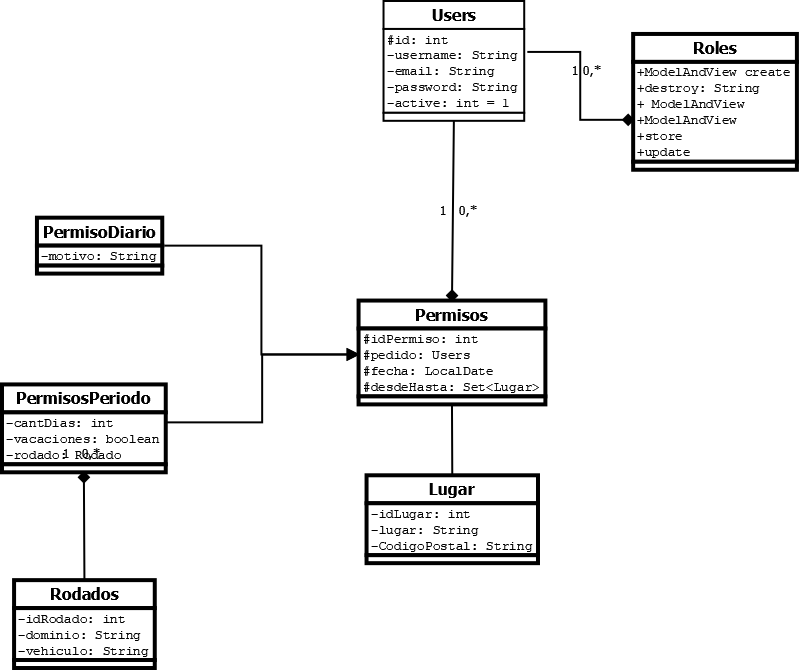 Users
#id: int
-username: String
-email: String
-password: String
-active: int = 1
Roles
+ModelAndView create
+destroy: String
+ ModelAndView
+ModelAndView
+store
+update
1 0,*
1 0,*
PermisoDiario
-motivo: String
Permisos
#idPermiso: int
#pedido: Users
#fecha: LocalDate
#desdeHasta: Set<Lugar>
PermisosPeriodo
-cantDias: int
-vacaciones: boolean
-rodado: Rodado
1 0,*
Lugar
-idLugar: int
-lugar: String
-CodigoPostal: String
Rodados
-idRodado: int
-dominio: String
-vehiculo: String